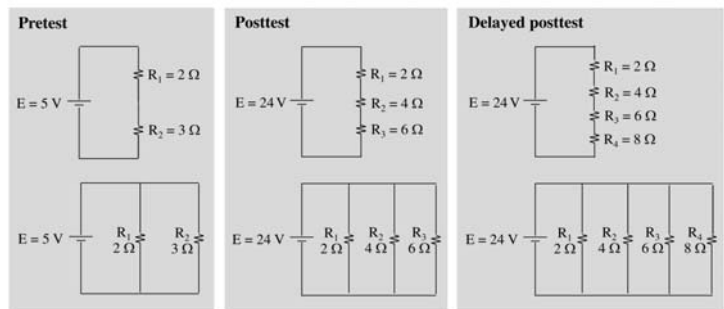 Pretest
R₁ = 2 Ω
E = 5 V
R₂ = 3 Ω
E = 5 V
R₁
2 Ω
R₂
3 Ω
Posttest
R₁ = 2 Ω
E = 24 V
R₂ = 4 Ω
R₃ = 6 Ω
E = 24 V
R₁
2 Ω
R₂
4 Ω
R₃
6 Ω
Delayed posttest
R₁ = 2 Ω
R₂ = 4 Ω
E = 24 V
R₃ = 6 Ω
R₄ = 8 Ω
E = 24 V
R₁
2 Ω
R₂
4 Ω
R₃
6 Ω
R₄
8 Ω